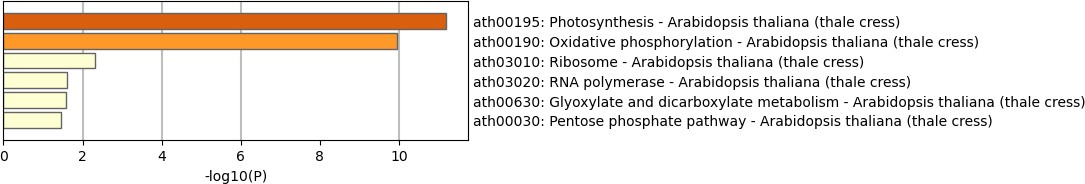 ath00195: Photosynthesis - Arabidopsis thaliana (thale cress)
ath00190: Oxidative phosphorylation - Arabidopsis thaliana (thale cress)
ath03010: Ribosome - Arabidopsis thaliana (thale cress)
ath03020: RNA polymerase - Arabidopsis thaliana (thale cress)
ath00630: Glyoxylate and dicarboxylate metabolism - Arabidopsis thaliana (thale cress)
ath00030: Pentose phosphate pathway - Arabidopsis thaliana (thale cress)
0 2 4 6 8 10
-log10(P)